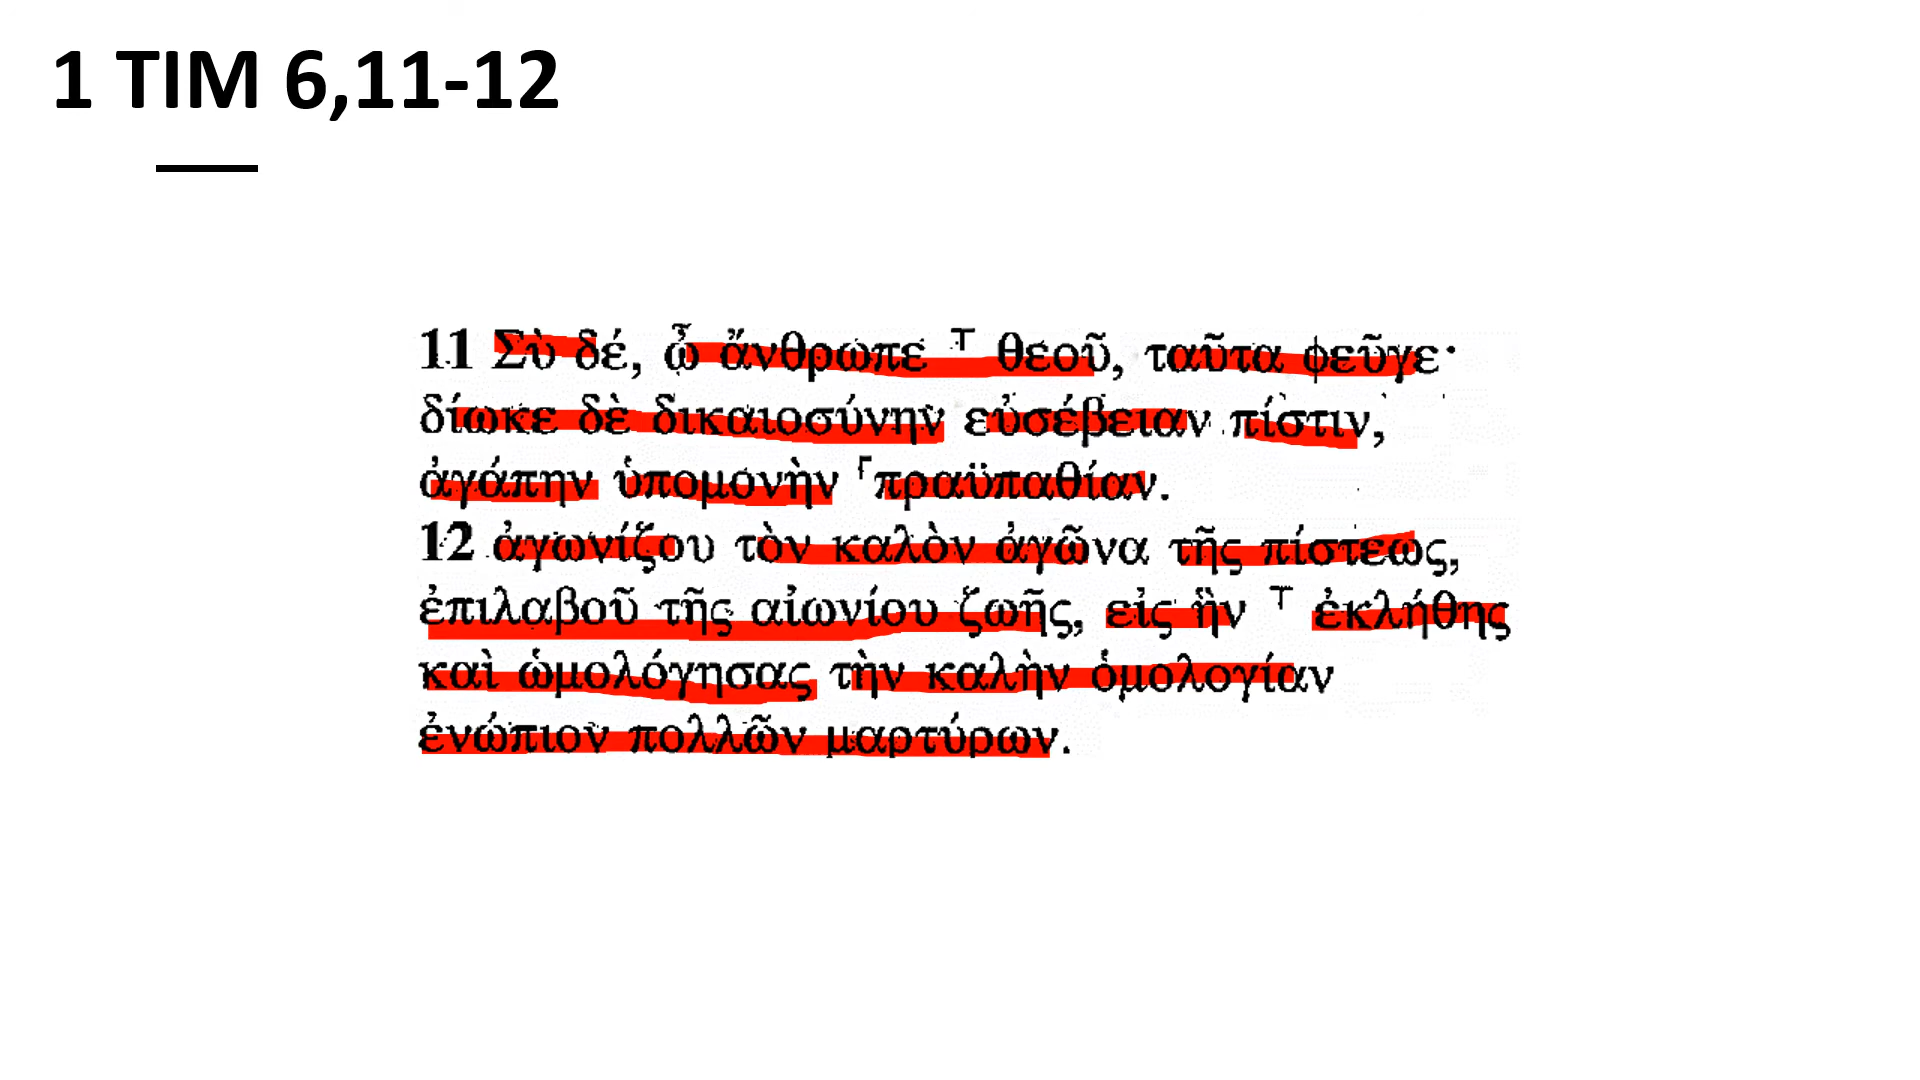 1 TIM 6,11-12
11 Σὺ δέ, ὦ ἄνθρωπε ⸆ θεοῦ, ταῦτα φεῦγε·
δίωκε δὲ δικαιοσύνην εὐσέβειαν πίστιν,
ἀγάπην ὑπομονὴν ⸀πραϋπαθίαν.
12 ἀγωνίζου τὸν καλὸν ἀγῶνα τῆς πίστεως,
ἐπιλαβοῦ τῆς αἰωνίου ζωῆς, εἰς ἣν ⸆ ἐκλήθης
καὶ ὡμολόγησας τὴν καλὴν ὁμολογίαν
ἐνώπιον πολλῶν μαρτύρων.